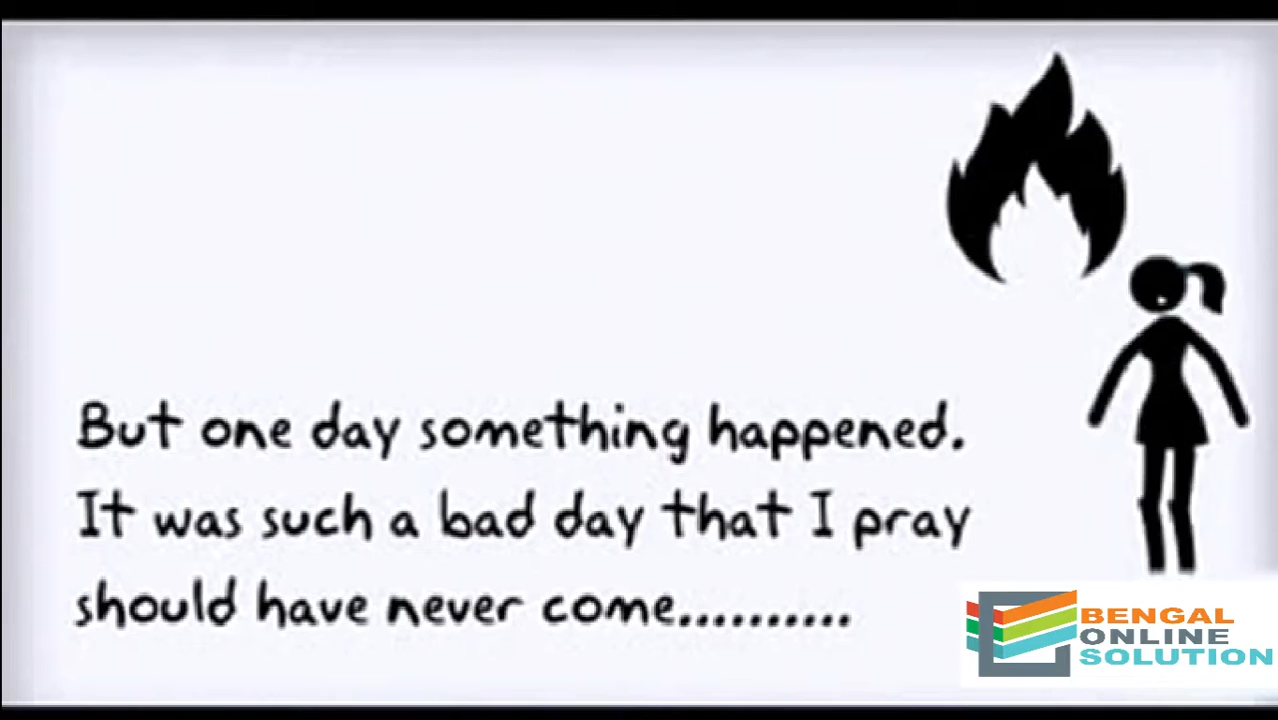 But one day something happened.
It was such a bad day that I pray
should have never come..........
BENGAL
ONLINE
SOLUTION